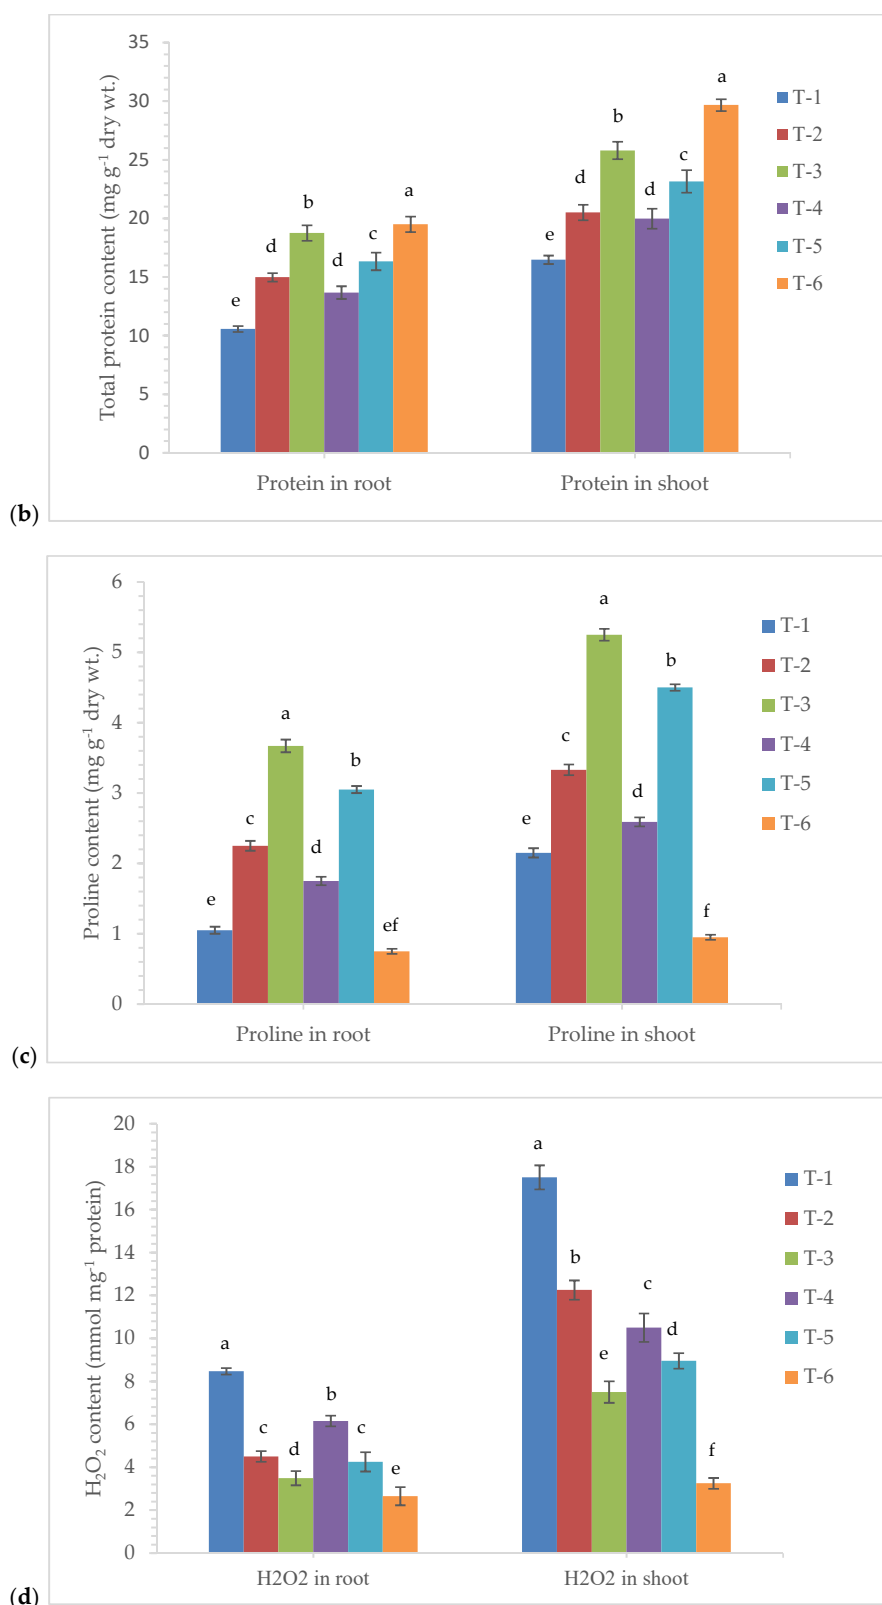 35
30
25
20
15
10
5
0
Total protein content (mg g⁻¹ dry wt.)
e
d
b
d
c
a
e
d
b
d
c
a
T-1
T-2
T-3
T-4
T-5
T-6
Protein in root
Protein in shoot
(b)
6
5
4
3
2
1
0
Proline content (mg g⁻¹ dry wt.)
e
c
a
d
b
ef
e
c
a
d
b
f
T-1
T-2
T-3
T-4
T-5
T-6
Proline in root
Proline in shoot
(c)
20
18
16
14
12
10
8
6
4
2
0
H₂O₂ content (mmol mg⁻¹ protein)
a
c
d
b
c
e
a
b
e
c
d
f
T-1
T-2
T-3
T-4
T-5
T-6
H2O2 in root
H2O2 in shoot
(d)